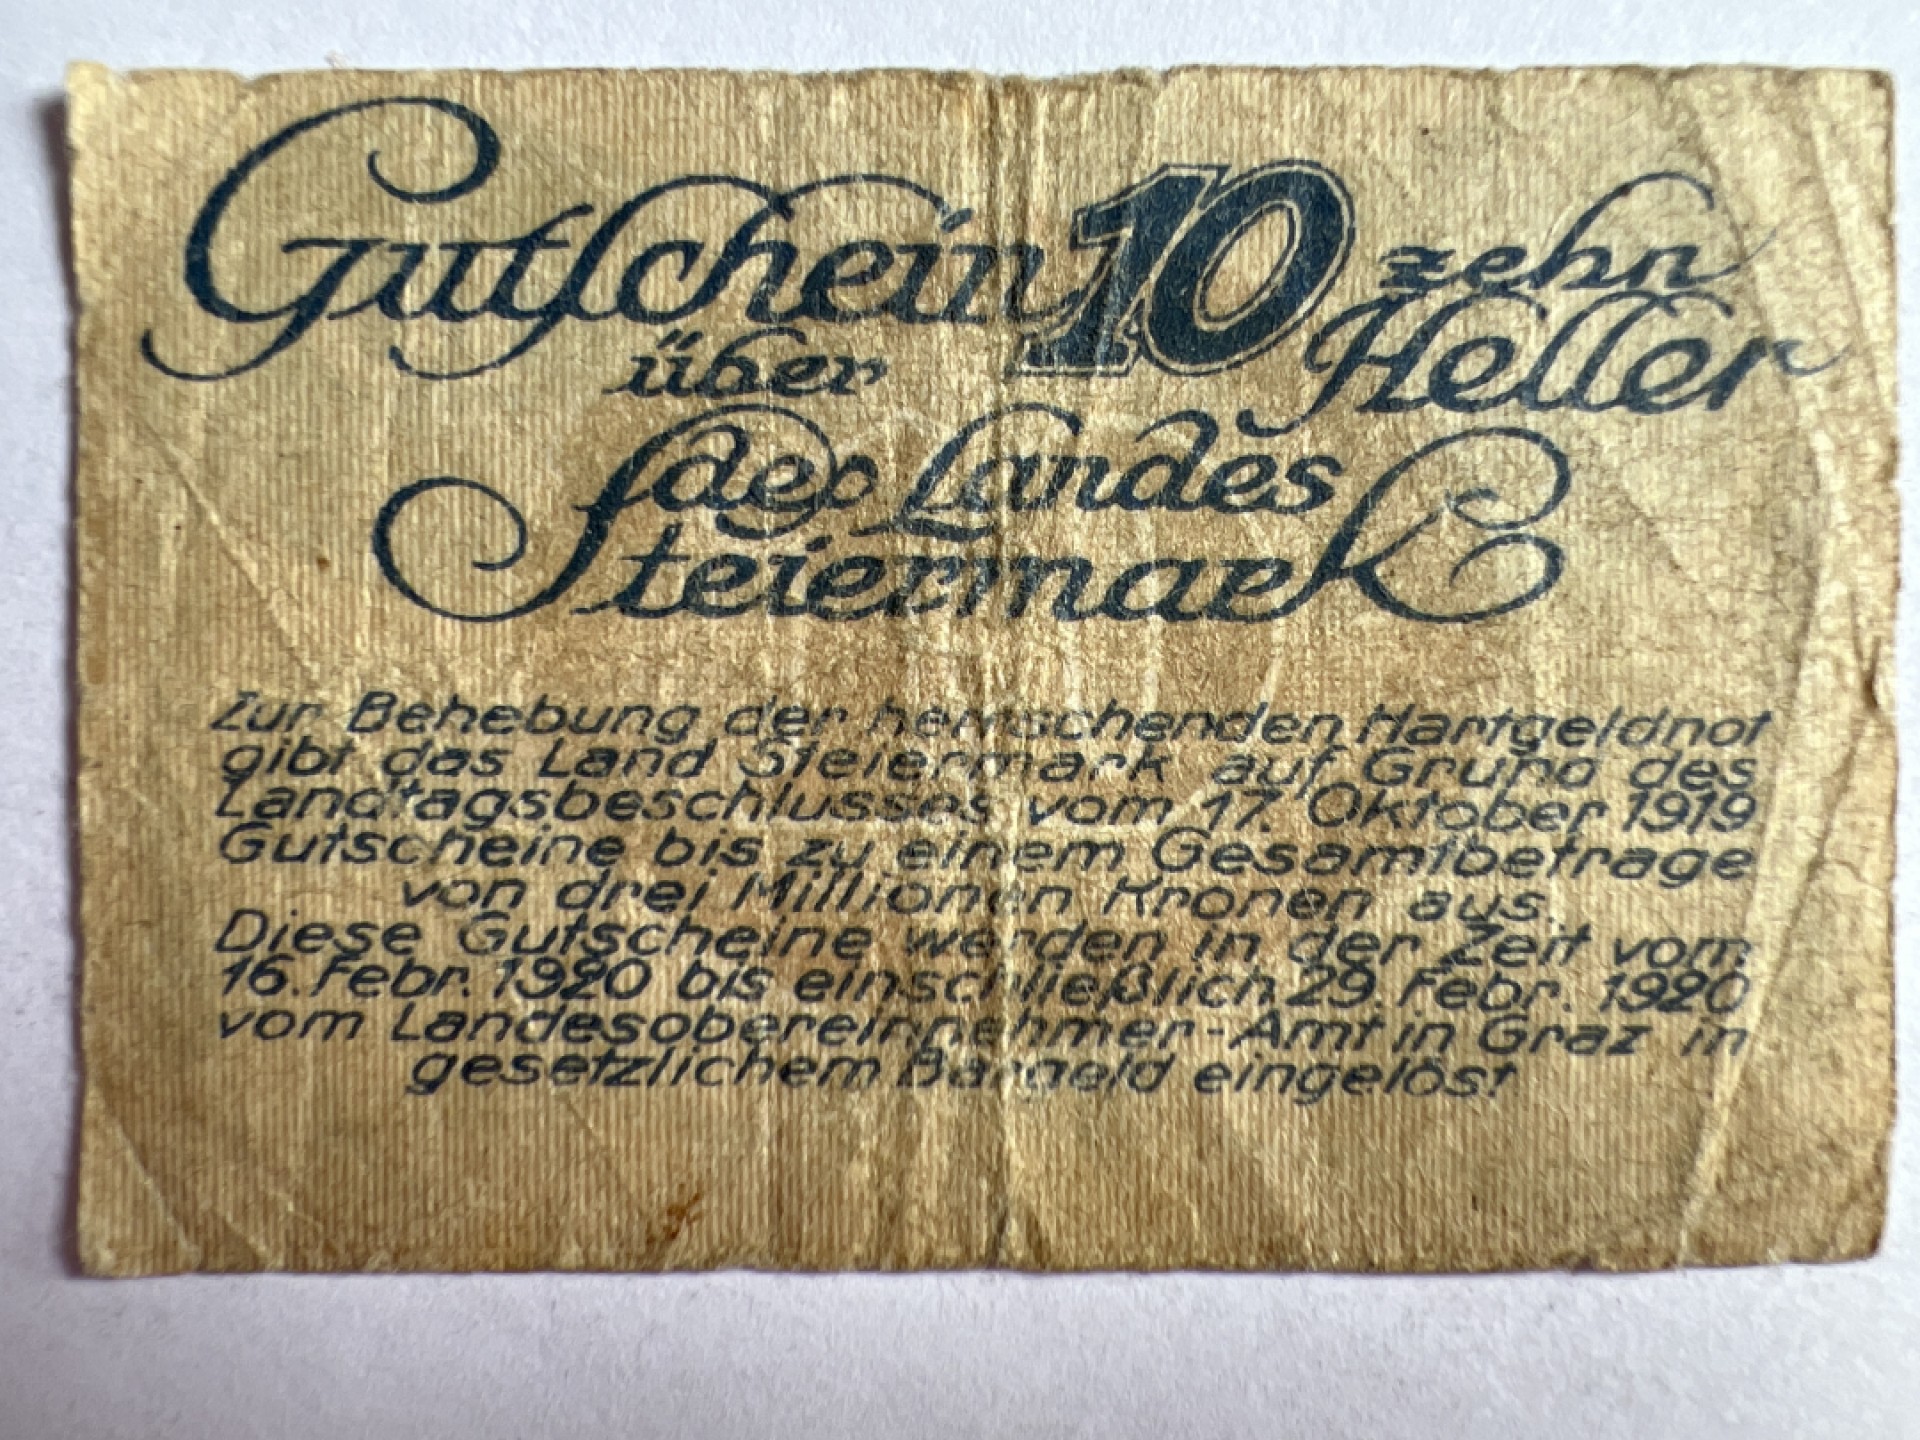 Gutschein 10 zehn
über Heller
des Landes
Steiermark
Zur Behebung der herrschenden Hartgeldnot
gibt das Land Steiermark auf Grund des
Landtagsbeschlusses vom 17. Oktober 1919
Gutscheine bis zu einem Gesamtbetrage
von drei Millionen Kronen aus.
Diese Gutscheine werden in der Zeit vom
16. Febr. 1920 bis einschließlich 29. Febr. 1920
vom Landesobereinnehmer-Amt in Graz in
gesetzlichem Bargeld eingelöst